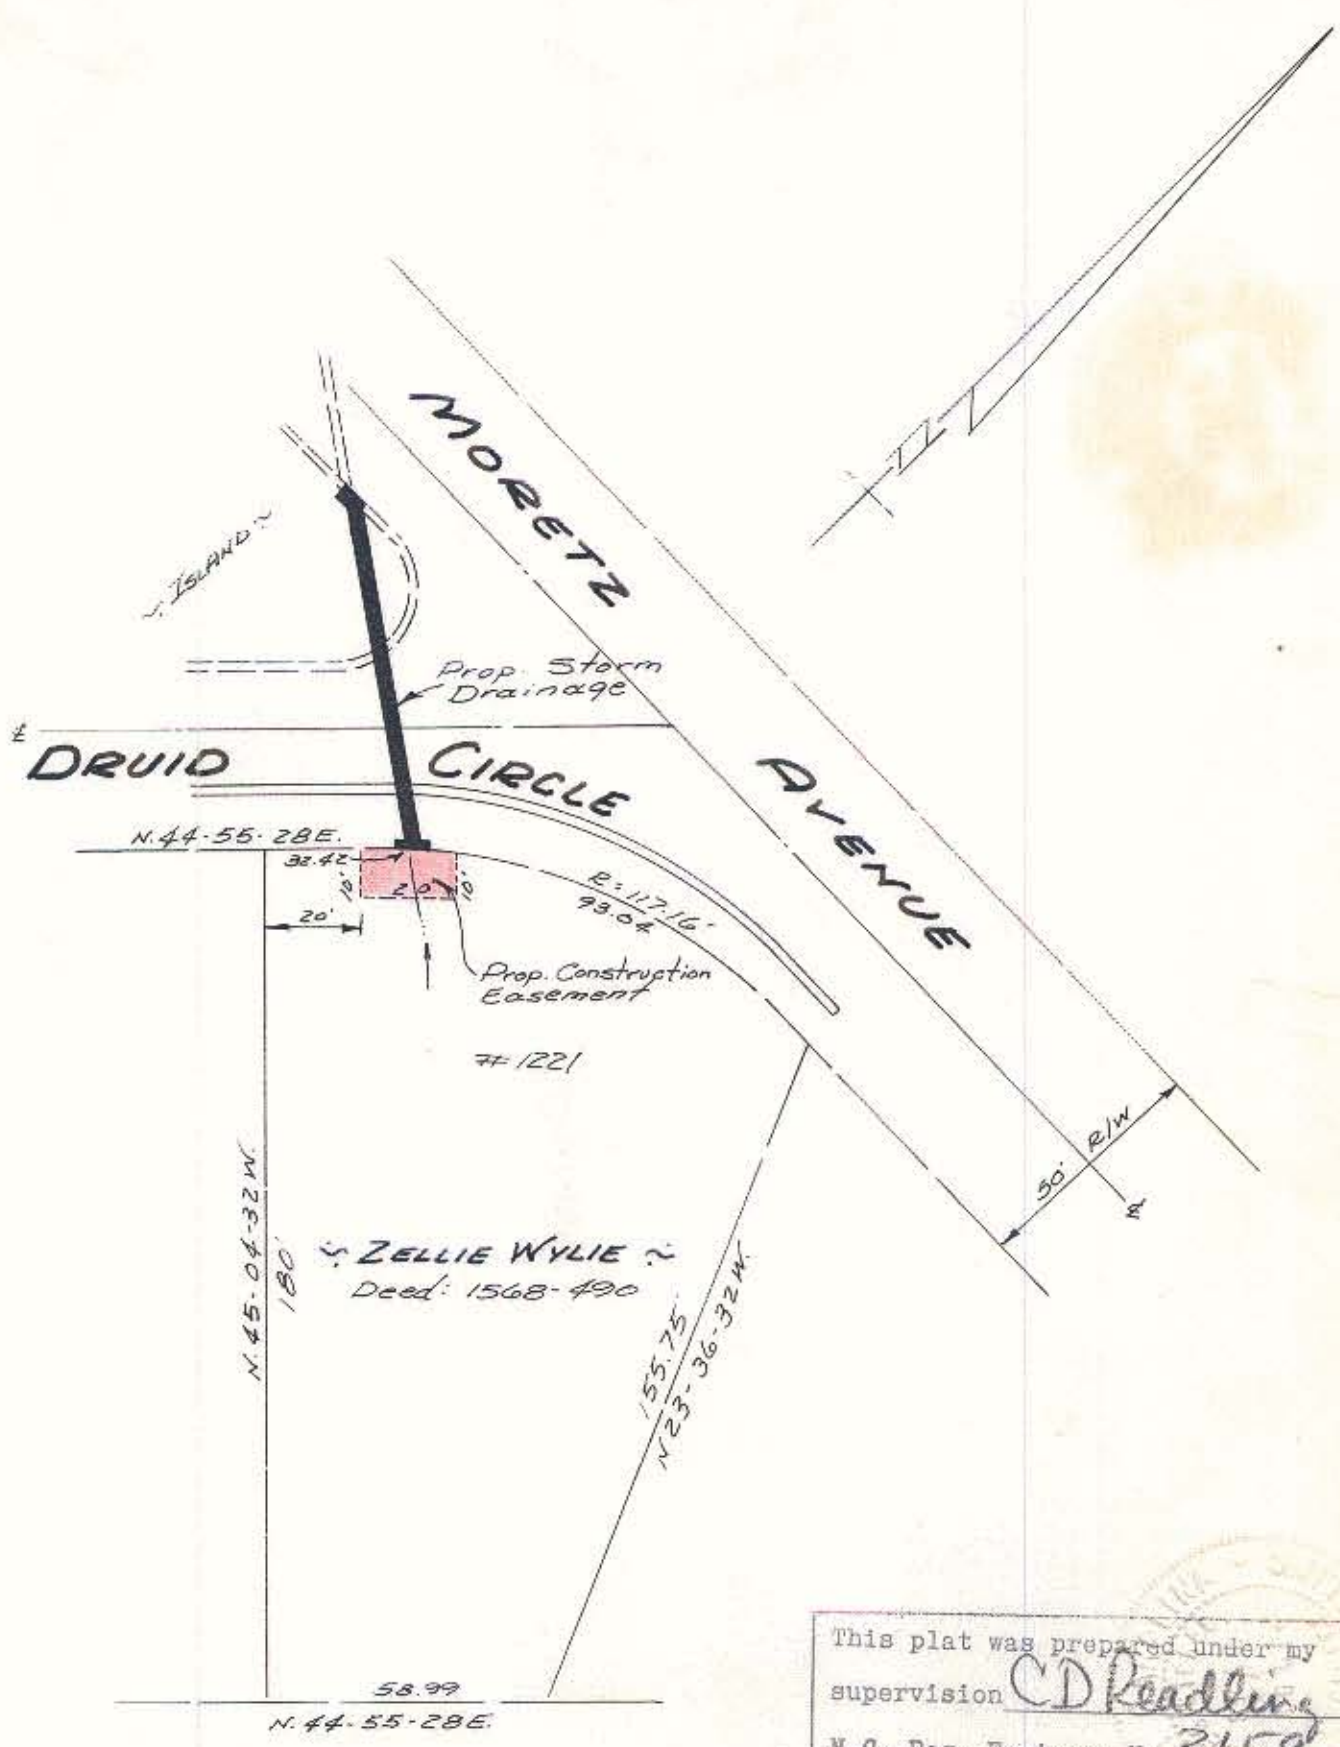 MORETZ
AVENUE
~ ISLAND ~
Prop. Storm
Drainage
DRUID CIRCLE
N. 44-55-28E.
32.42
10'
20'
10'
20'
R=117.16'
93.04
Prop. Construction
Easement
#1221
50' R/W
N. 45-04-32 W.
180'
~ ZELLIE WYLIE ~
Deed: 1568-490
155.75
N23-36-32W.
58.99
N. 44-55-28E.
This plat was prepared under my
supervision CD Readling